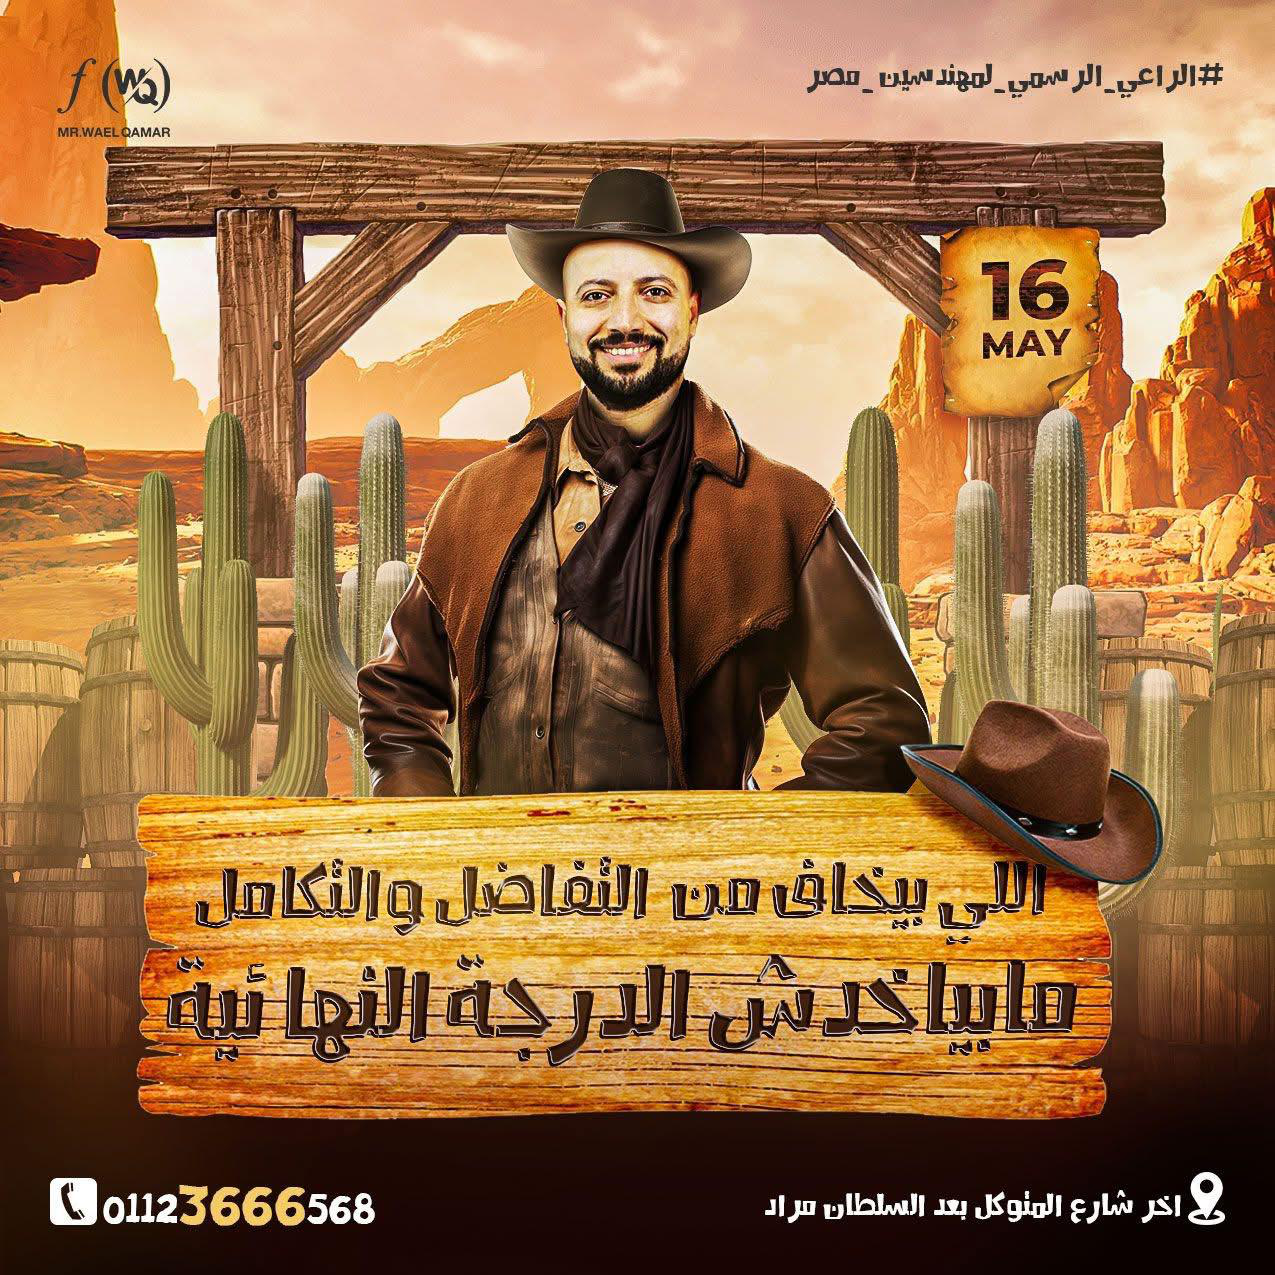 f (WQ)
MR.WAEL QAMAR
#الراعي_الرسمي_لمهندسين_مصر
16
MAY
اللي بيخاف من التفاضل والتكامل
مابياخدش الدرجة النهائية
01123666568
اخر شارع المتوكل بعد السلطان مراد